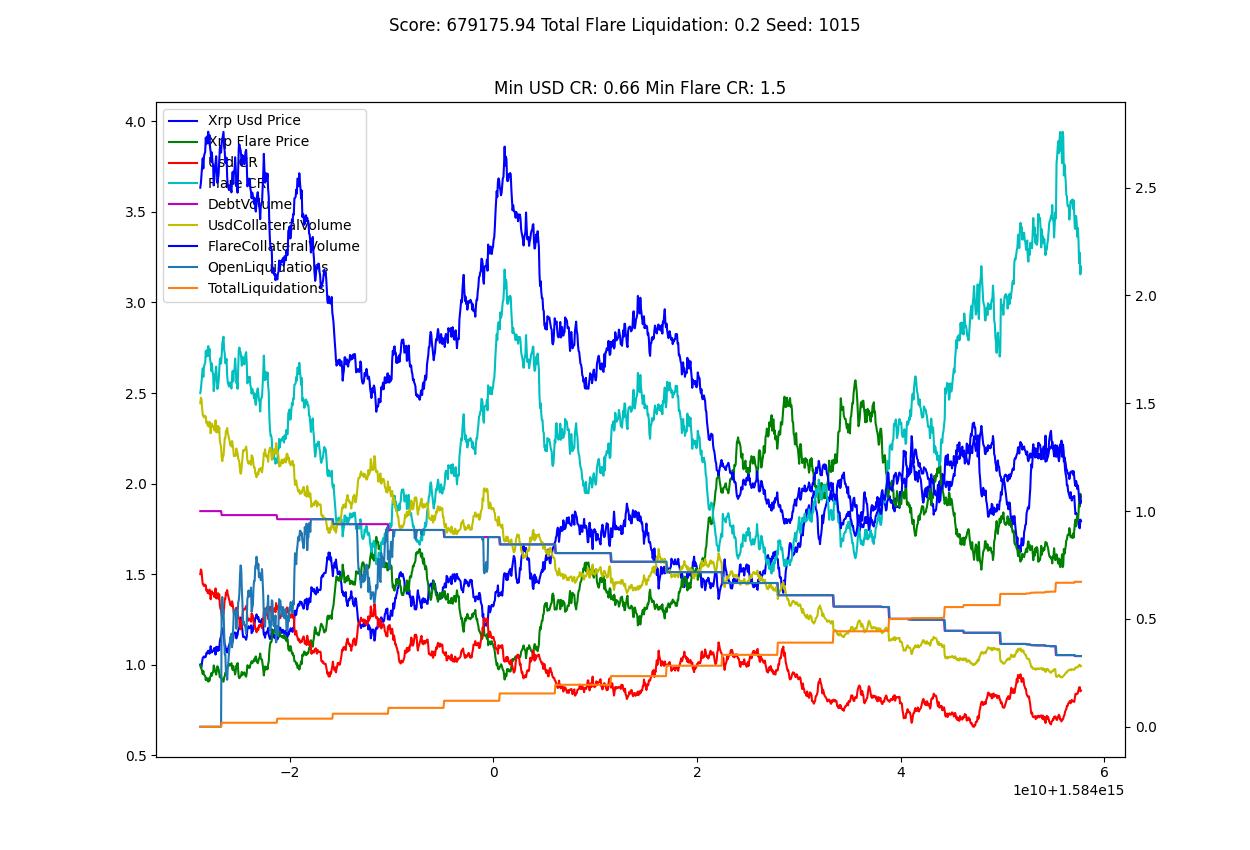 Score: 679175.94 Total Flare Liquidation: 0.2 Seed: 1015
Min USD CR: 0.66 Min Flare CR: 1.5
4.0
3.5
3.0
2.5
2.0
1.5
1.0
0.5
Xrp Usd Price
Xrp Flare Price
Usd CR
Flare CR
DebtVolume
UsdCollateralVolume
FlareCollateralVolume
OpenLiquidations
TotalLiquidations
2.5
2.0
1.5
1.0
0.5
0.0
−2
0
2
4
6
1e10+1.584e15